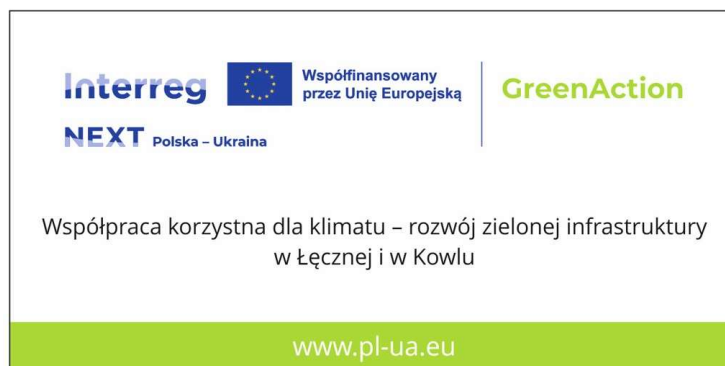 Interreg
Współfinansowany
przez Unię Europejską
NEXT Polska – Ukraina
GreenAction
Współpraca korzystna dla klimatu – rozwój zielonej infrastruktury
w Łęcznej i w Kowlu
www.pl-ua.eu